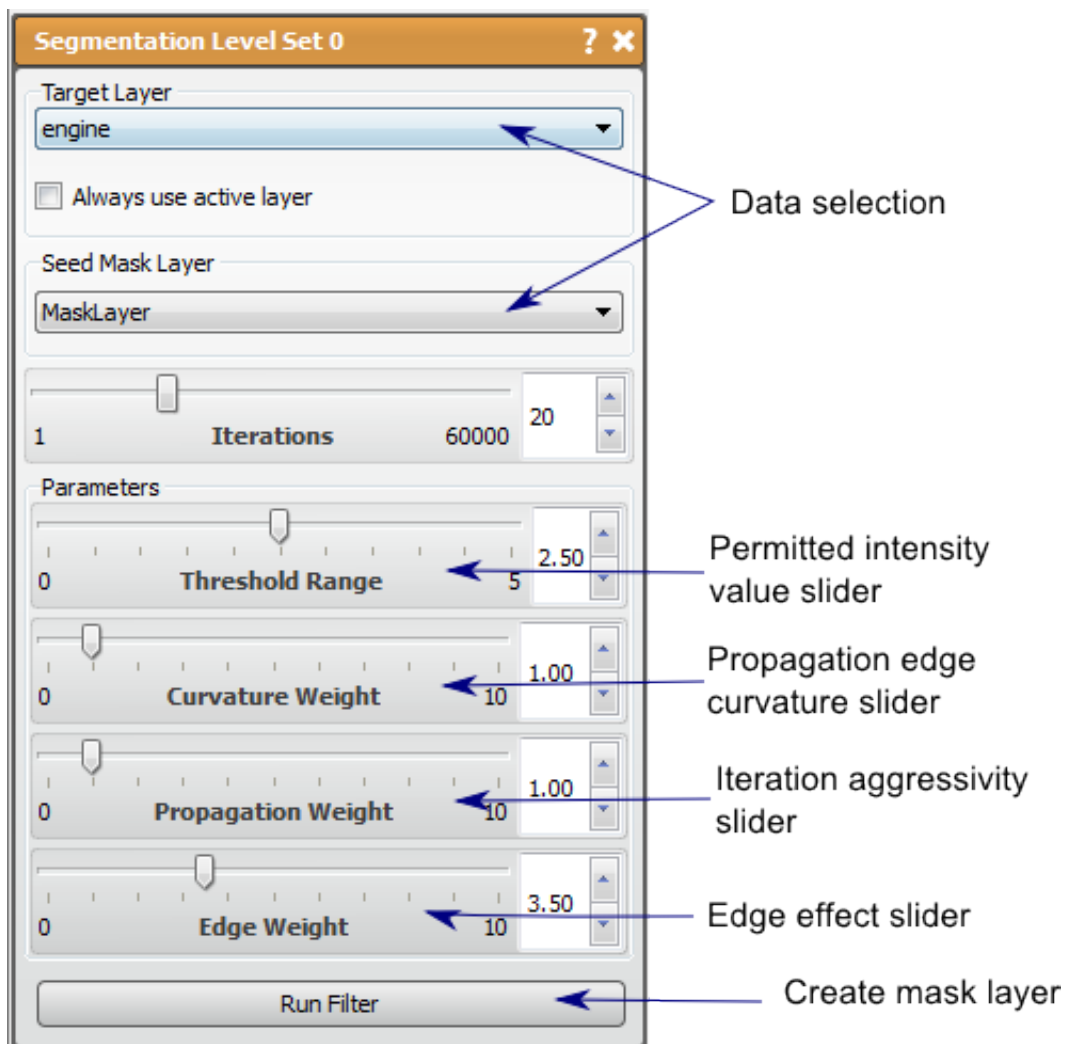 Segmentation Level Set 0 ? ×
Target Layer
engine
Always use active layer
Data selection
Seed Mask Layer
MaskLayer
1 Iterations 60000 20
Parameters
0 Threshold Range 5 2.50
Permitted intensity
value slider
0 Curvature Weight 10 1.00
Propagation edge
curvature slider
0 Propagation Weight 10 1.00
Iteration aggressivity
slider
0 Edge Weight 10 3.50
Edge effect slider
Run Filter
Create mask layer